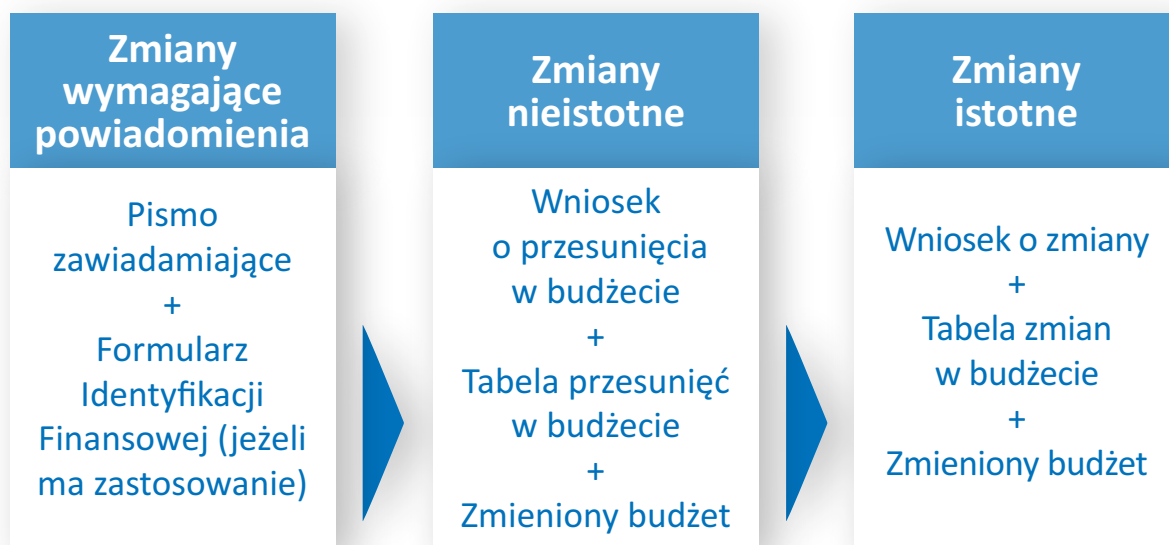 Zmiany
wymagające
powiadomienia
Pismo
zawiadamiające
+
Formularz
Identyfikacji
Finansowej (jeżeli
ma zastosowanie)
Zmiany
nieistotne
Wniosek
o przesunięcia
w budżecie
+
Tabela przesunięć
w budżecie
+
Zmieniony budżet
Zmiany
istotne
Wniosek o zmiany
+
Tabela zmian
w budżecie
+
Zmieniony budżet